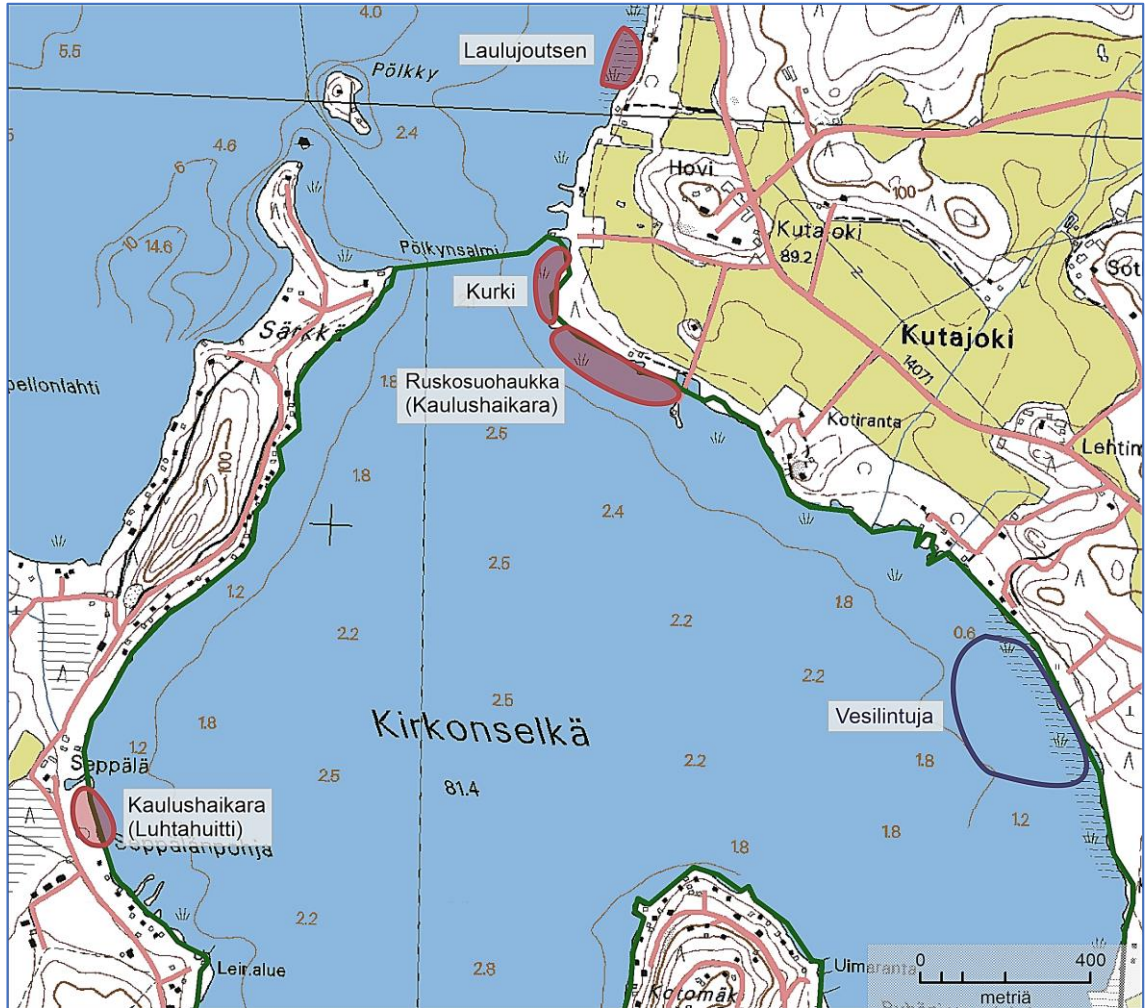 4.0
5.5
Pölkky
2.4
Laulujoutsen
4.6
6
10
14.6
Hovi
100
Kutajoki
89.2
Pölkynsalmi
Kurki
Särkkä
Kutajoki
14071
Ruskosuohaukka
(Kaulushaikara)
1.8
pellonlahti
2.5
Kotiranta
Lehtim
100
1.8
2.4
2.5
1.2
2.2
2.2
1.8
0.6
2.2
2.5
Vesilintuja
1.8
Kirkonselkä
1.2
Seppälä
2.5
81.4
2.2
1.8
Kaulushaikara
(Luhtahuitti)
Seppälänpohja
1.2
1.8
1.8
2.2
2.8
Leir.alue
Uimaranta
Kotomäk
0 400
metriä